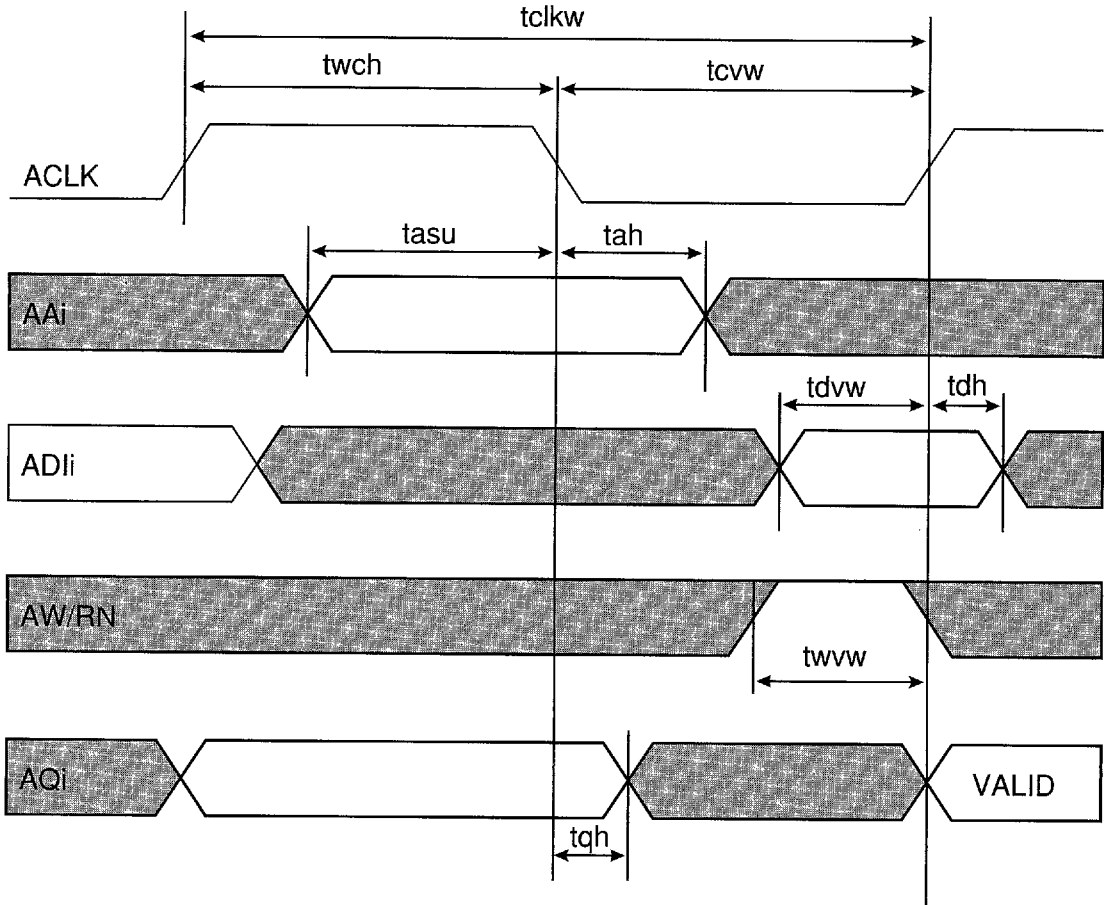 tclkw
twch
tcvw
ACLK
tasu
tah
AAi
tdvw
tdh
ADIi
AW/RN
twvw
AQi
VALID
tqh